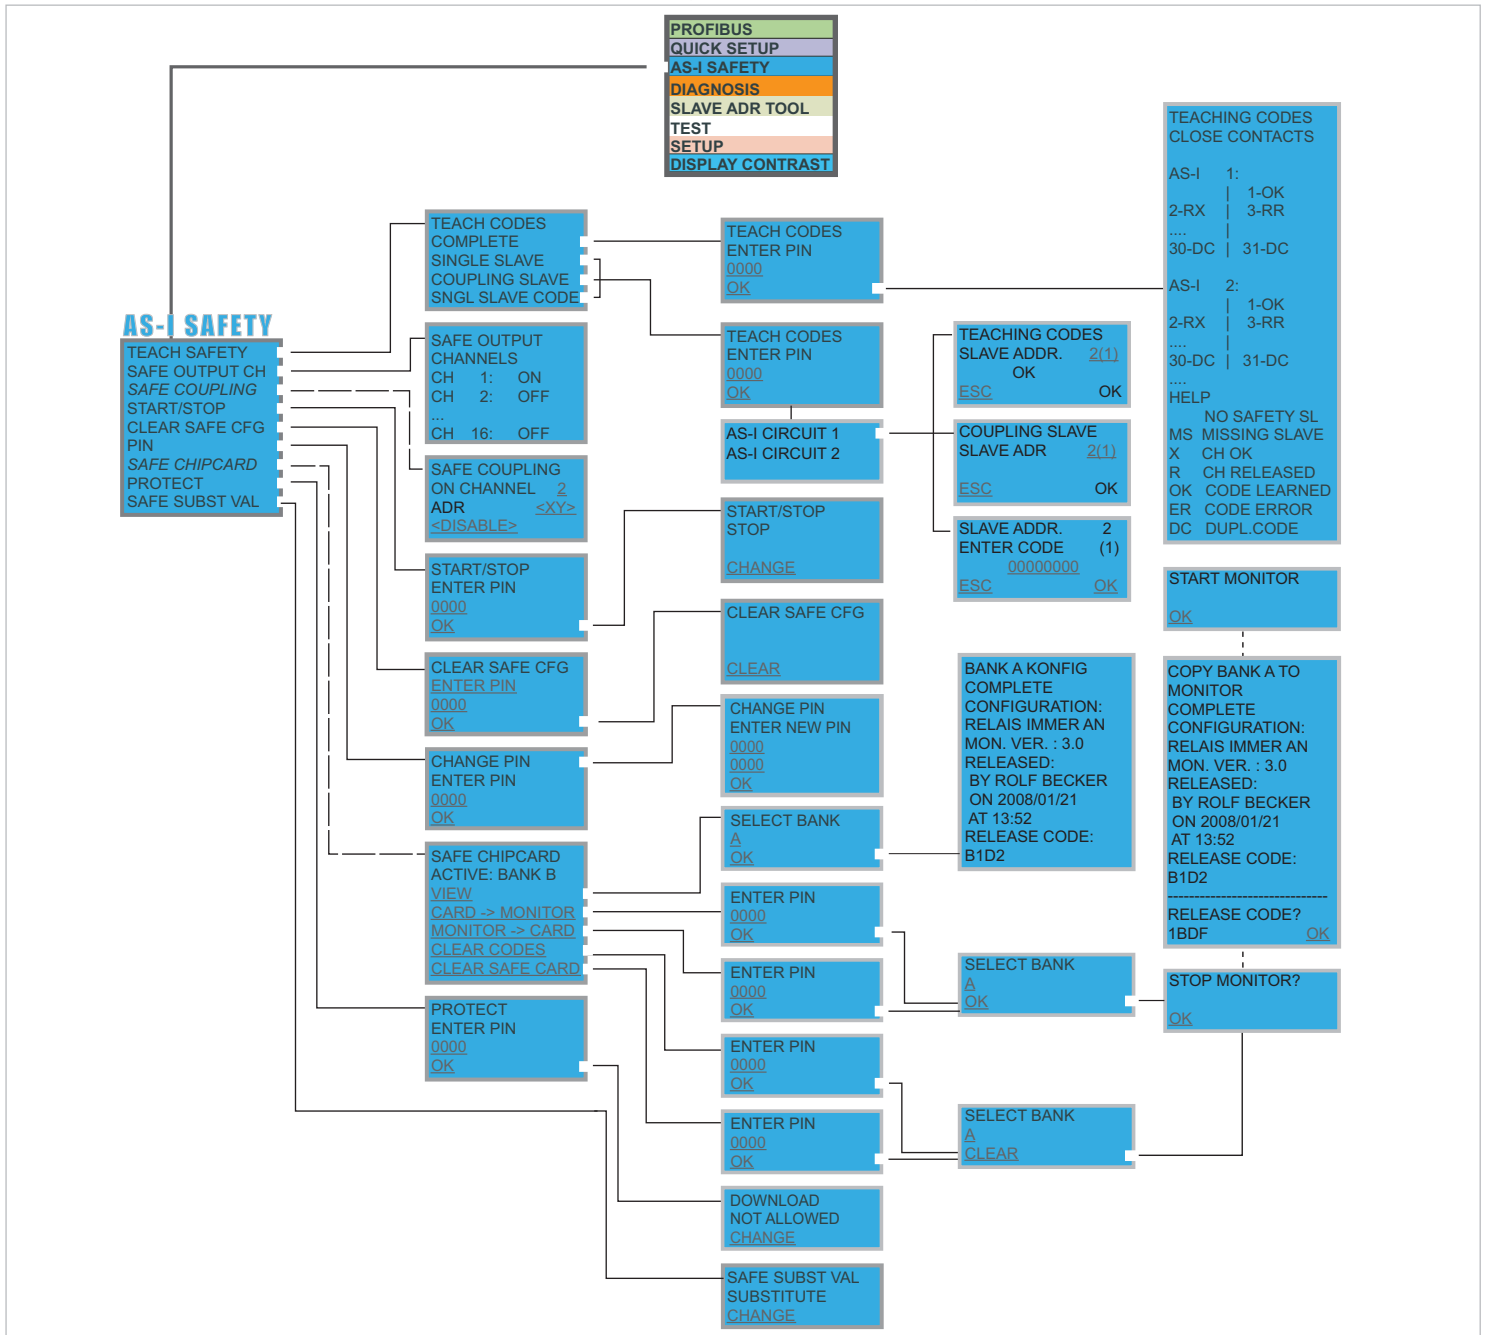 PROFIBUS
QUICK SETUP
AS-I SAFETY
DIAGNOSIS
SLAVE ADR TOOL
TEST
SETUP
DISPLAY CONTRAST
AS-I SAFETY
TEACH SAFETY
SAFE OUTPUT CH
SAFE COUPLING
START/STOP
CLEAR SAFE CFG
PIN
SAFE CHIPCARD
PROTECT
SAFE SUBST VAL
TEACH CODES
COMPLETE
SINGLE SLAVE
COUPLING SLAVE
SNGL SLAVE CODE
SAFE OUTPUT
CHANNELS
CH 1: ON
CH 2: OFF
...
CH 16: OFF
SAFE COUPLING
ON CHANNEL 2
ADR <XY>
<DISABLE>
START/STOP
ENTER PIN
0000
OK
CLEAR SAFE CFG
ENTER PIN
0000
OK
CHANGE PIN
ENTER PIN
0000
OK
SAFE CHIPCARD
ACTIVE: BANK B
VIEW
CARD -> MONITOR
MONITOR -> CARD
CLEAR CODES
CLEAR SAFE CARD
PROTECT
ENTER PIN
0000
OK
TEACH CODES
ENTER PIN
0000
OK
TEACH CODES
ENTER PIN
0000
OK
AS-I CIRCUIT 1
AS-I CIRCUIT 2
START/STOP
STOP
CHANGE
CLEAR SAFE CFG
CLEAR
CHANGE PIN
ENTER NEW PIN
0000
0000
OK
SELECT BANK
A
OK
ENTER PIN
0000
OK
ENTER PIN
0000
OK
ENTER PIN
0000
OK
ENTER PIN
0000
OK
DOWNLOAD
NOT ALLOWED
CHANGE
SAFE SUBST VAL
SUBSTITUTE
CHANGE
TEACHING CODES
SLAVE ADDR. 2(1)
OK
ESC OK
COUPLING SLAVE
SLAVE ADR 2(1)
ESC OK
SLAVE ADDR. 2
ENTER CODE (1)
00000000
ESC OK
BANK A KONFIG
COMPLETE
CONFIGURATION:
RELAIS IMMER AN
MON. VER. : 3.0
RELEASED:
BY ROLF BECKER
ON 2008/01/21
AT 13:52
RELEASE CODE:
B1D2
SELECT BANK
A
OK
SELECT BANK
A
CLEAR
TEACHING CODES
CLOSE CONTACTS
AS-I 1:
| 1-OK
2-RX | 3-RR
.... |
30-DC | 31-DC
AS-I 2:
| 1-OK
2-RX | 3-RR
.... |
30-DC | 31-DC
....
HELP
NO SAFETY SL
MS MISSING SLAVE
X CH OK
R CH RELEASED
OK CODE LEARNED
ER CODE ERROR
DC DUPL.CODE
START MONITOR
OK
COPY BANK A TO
MONITOR
COMPLETE
CONFIGURATION:
RELAIS IMMER AN
MON. VER. : 3.0
RELEASED:
BY ROLF BECKER
ON 2008/01/21
AT 13:52
RELEASE CODE:
B1D2
------------------------------
RELEASE CODE?
1BDF OK
STOP MONITOR?
OK